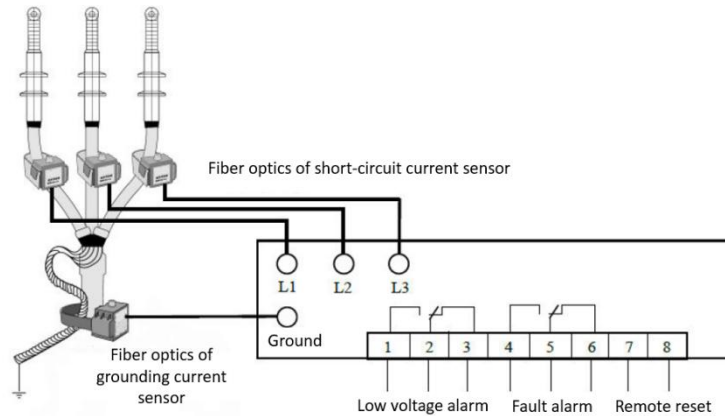 Fiber optics of short-circuit current sensor
L1 L2 L3
Ground
Fiber optics of
grounding current
sensor
1 2 3 4 5 6 7 8
Low voltage alarm Fault alarm Remote reset